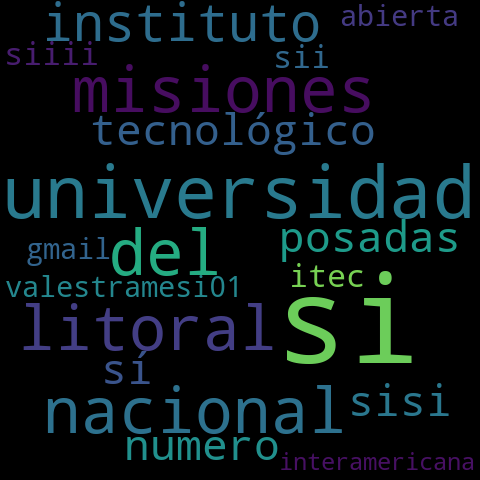 instituto abierta
siiii sii
misiones
tecnológico
universidad
del posadas
gmail
itec
valestramesi01
si
litoral
sí
nacional sisi
numero
interamericana